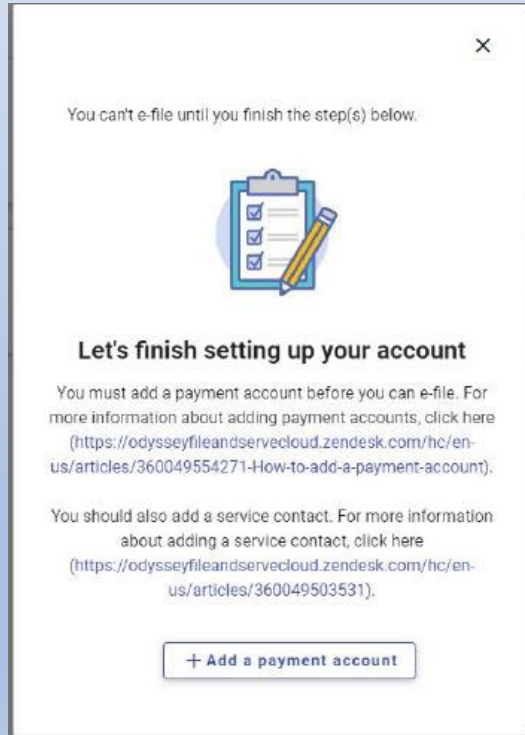 You can't e-file until you finish the step(s) below.
Let's finish setting up your account
You must add a payment account before you can e-file. For
more information about adding payment accounts, click here
(https://odysseyfileandservecloud.zendesk.com/hc/en-
us/articles/360049554271-How-to-add-a-payment-account).
You should also add a service contact. For more information
about adding a service contact, click here
(https://odysseyfileandservecloud.zendesk.com/hc/en-
us/articles/360049503531).
+ Add a payment account